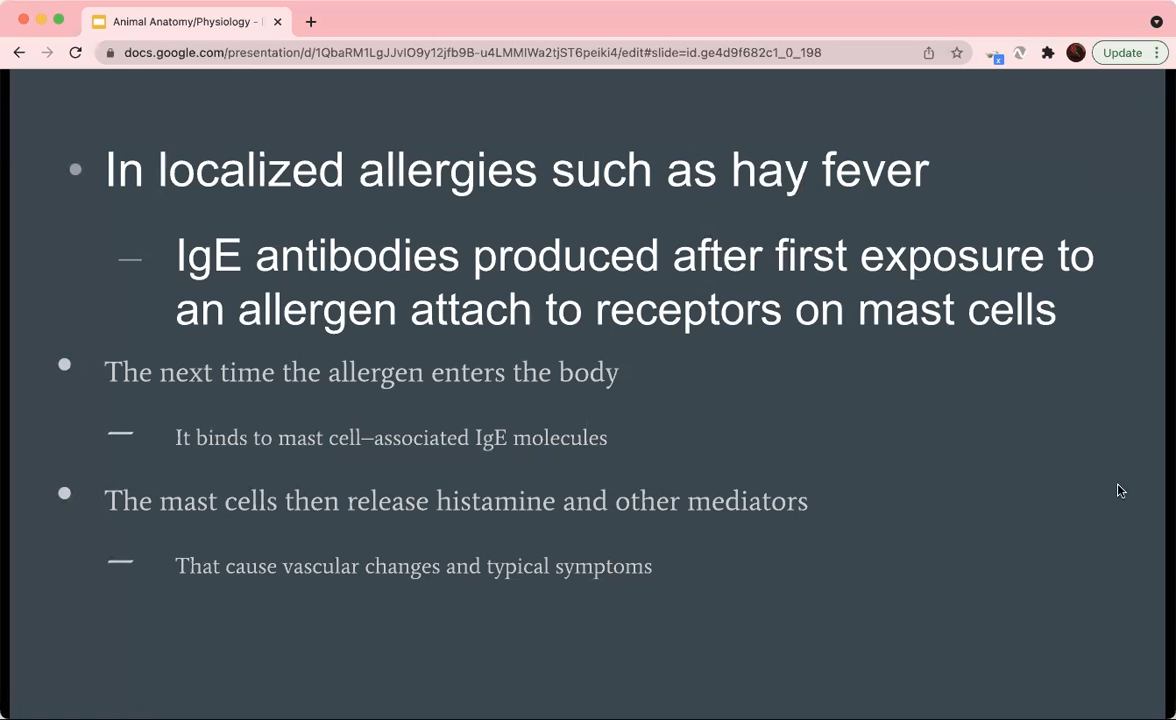 Animal Anatomy/Physiology -
docs.google.com/presentation/d/1QbaRM1LgJJvIO9y12jfb9B-u4LMMIWa2tjST6peiki4/edit#slide=id.ge4d9f682c1_0_198
x
Update
• In localized allergies such as hay fever
— IgE antibodies produced after first exposure to
an allergen attach to receptors on mast cells
• The next time the allergen enters the body
— It binds to mast cell–associated IgE molecules
• The mast cells then release histamine and other mediators
— That cause vascular changes and typical symptoms